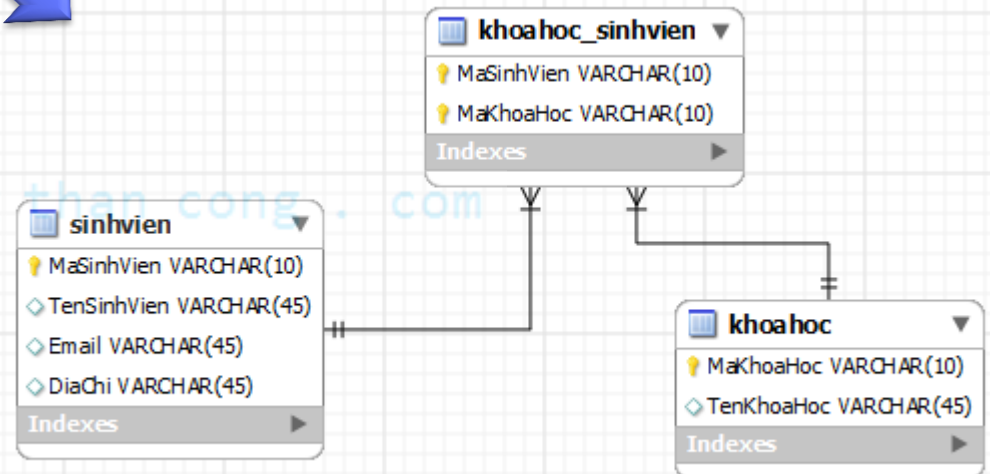 khoahoc_sinhvien
MaSinhVien VARCHAR(10)
MaKhoaHoc VARCHAR(10)
Indexes
than cong . com
sinhvien
MaSinhVien VARCHAR(10)
TenSinhVien VARCHAR(45)
Email VARCHAR(45)
DiaChi VARCHAR(45)
Indexes
khoahoc
MaKhoaHoc VARCHAR(10)
TenKhoaHoc VARCHAR(45)
Indexes